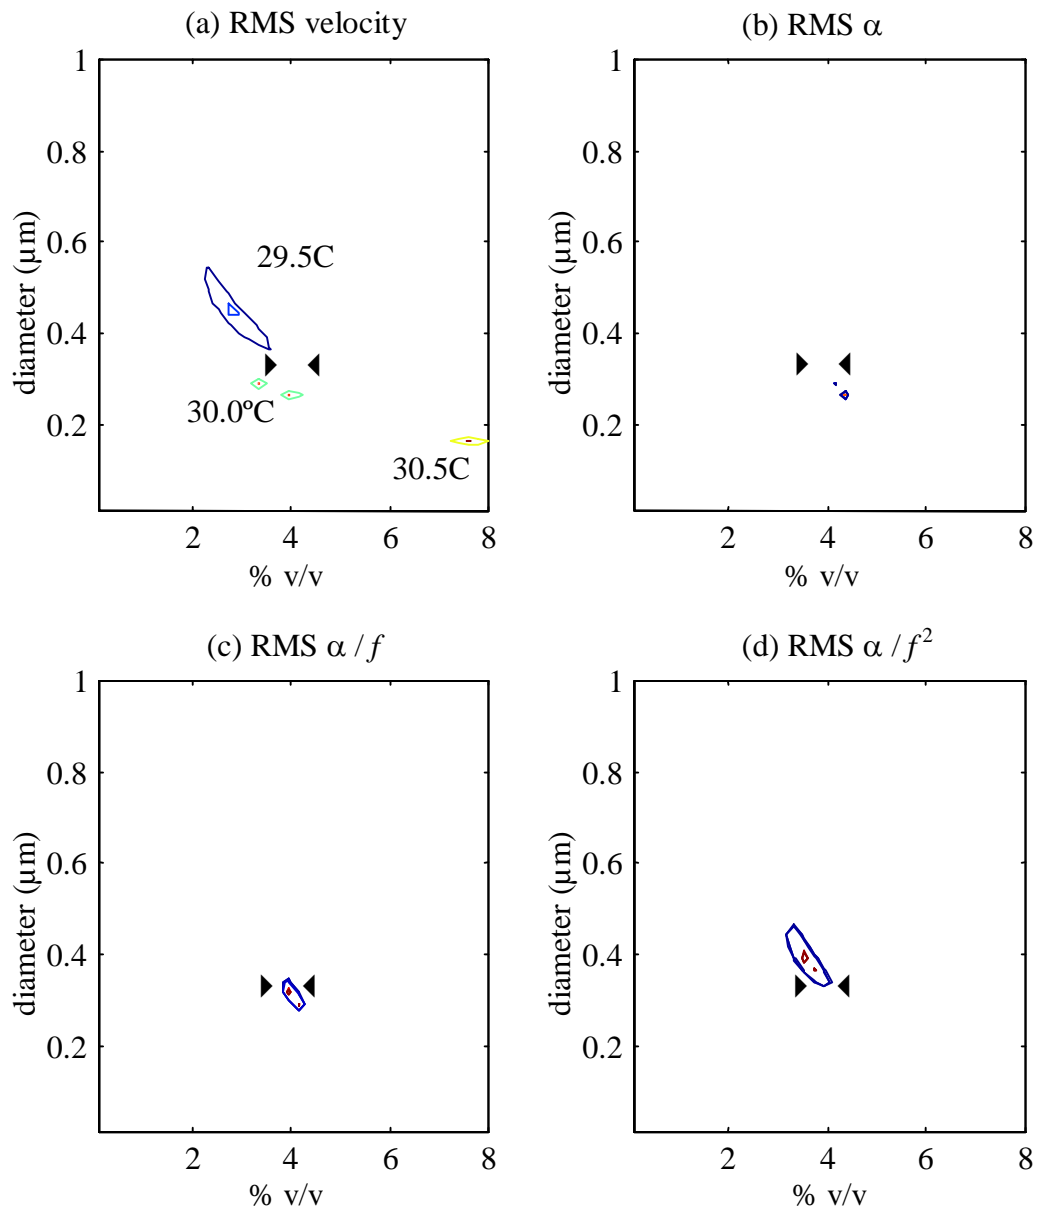 (a) RMS velocity
(b) RMS α
1
0.8
0.6
0.4
0.2
diameter (μm)
29.5C
30.0ºC
30.5C
2 4 6 8
% v/v
1
0.8
0.6
0.4
0.2
diameter (μm)
2 4 6 8
% v/v
(c) RMS α / f
(d) RMS α / f²
1
0.8
0.6
0.4
0.2
diameter (μm)
2 4 6 8
% v/v
1
0.8
0.6
0.4
0.2
diameter (μm)
2 4 6 8
% v/v